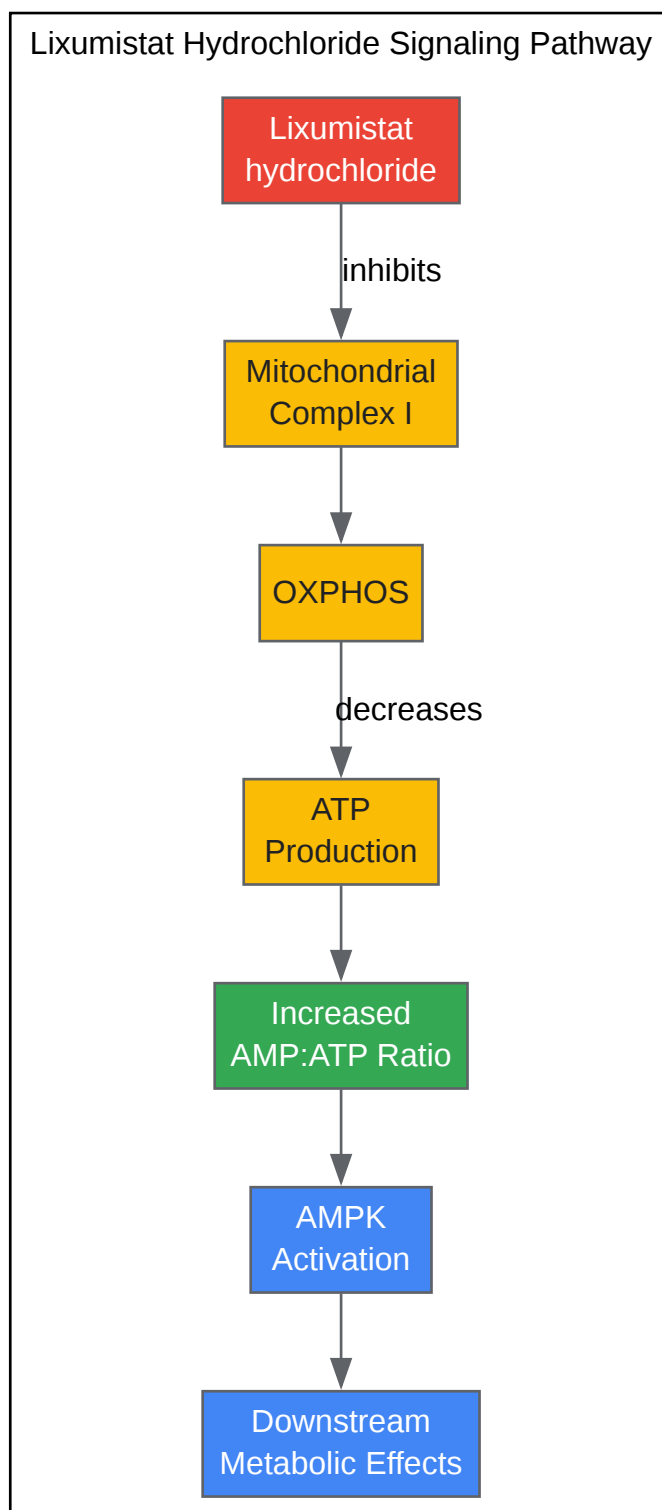 Lixumistat Hydrochloride Signaling Pathway
Lixumistat
hydrochloride
inhibits
Mitochondrial
Complex I
OXPHOS
decreases
ATP
Production
Increased
AMP:ATP Ratio
AMPK
Activation
Downstream
Metabolic Effects